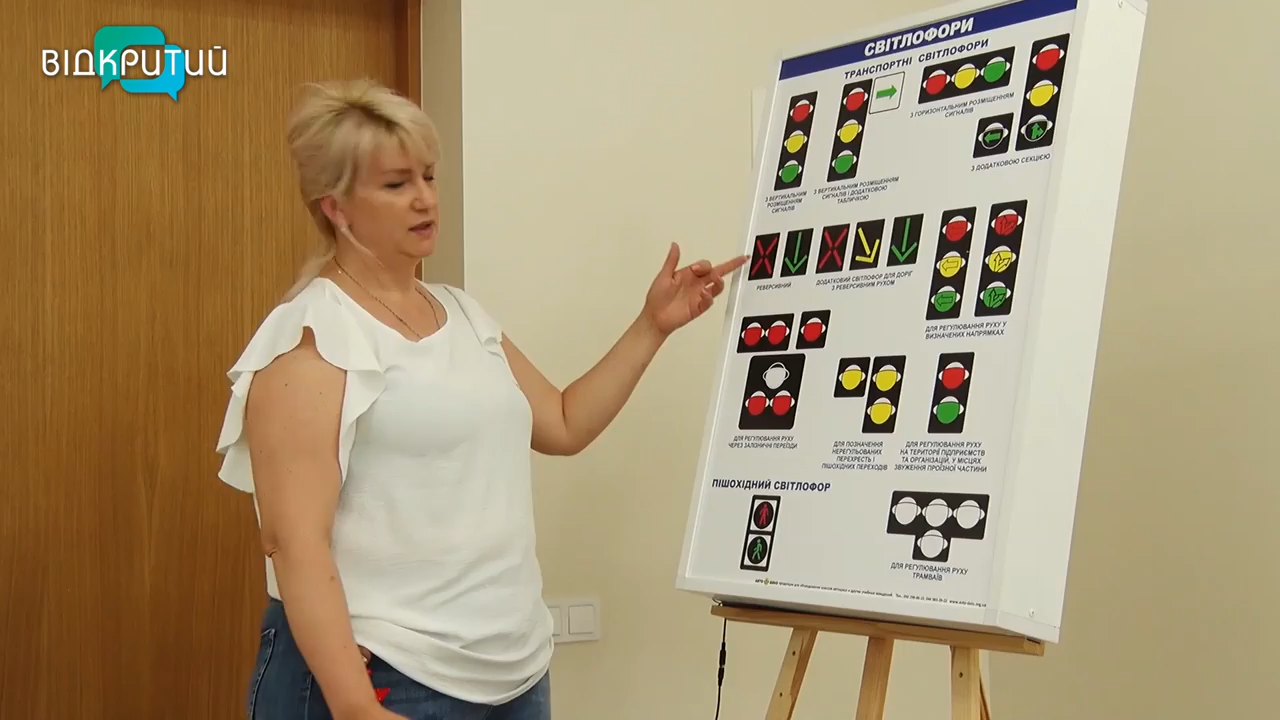 ВІДКРИТИЙ
СВІТЛОФОРИ
ТРАНСПОРТНІ СВІТЛОФОРИ
З ВЕРТИКАЛЬНИМ
РОЗМІЩЕННЯМ
СИГНАЛІВ
З ВЕРТИКАЛЬНИМ РОЗМІЩЕННЯМ
СИГНАЛІВ І ДОДАТКОВОЮ
ТАБЛИЧКОЮ
З ГОРИЗОНТАЛЬНИМ РОЗМІЩЕННЯМ
СИГНАЛІВ
З ДОДАТКОВОЮ СЕКЦІЄЮ
РЕВЕРСИВНИЙ
ДОДАТКОВИЙ СВІТЛОФОР ДЛЯ ДОРІГ
З РЕВЕРСИВНИМ РУХОМ
ДЛЯ РЕГУЛЮВАННЯ РУХУ У
ВИЗНАЧЕНИХ НАПРЯМКАХ
ДЛЯ РЕГУЛЮВАННЯ РУХУ
ЧЕРЕЗ ЗАЛІЗНИЧНІ ПЕРЕЇЗДИ
ДЛЯ ПОЗНАЧЕННЯ
НЕРЕГУЛЬОВАНИХ
ПЕРЕХРЕСТЬ І
ПІШОХІДНИХ ПЕРЕХОДІВ
ДЛЯ РЕГУЛЮВАННЯ РУХУ
НА ТЕРИТОРІЇ ПІДПРИЄМСТВ
ТА ОРГАНІЗАЦІЙ, У МІСЦЯХ
ЗВУЖЕННЯ ПРОЇЗНОЇ ЧАСТИНИ
ПІШОХІДНИЙ СВІТЛОФОР
ДЛЯ РЕГУЛЮВАННЯ РУХУ
ТРАМВАЇВ